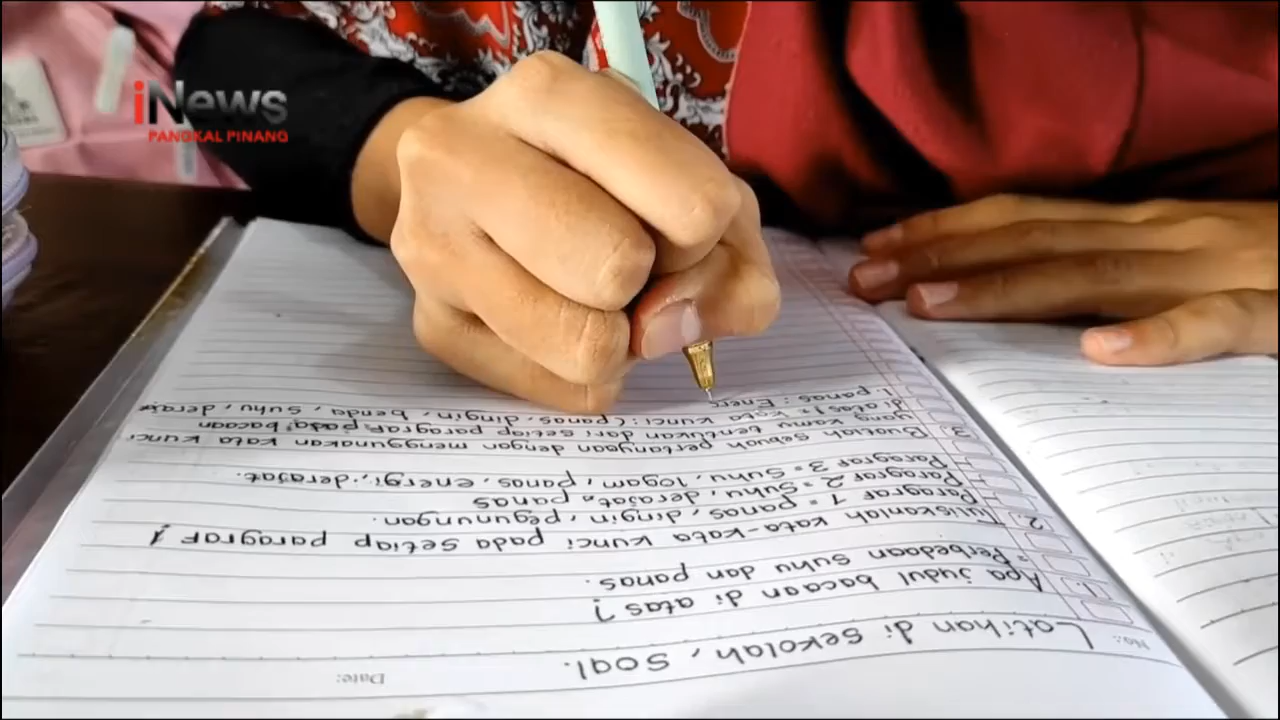 iNews
PANGKAL PINANG
No:
Date:
Latihan di sekolah, Soal.
1. Apa judul bacaan di atas?
= Perbedaan suhu dan panas.
2. Tuliskanlah kata-kata kunci pada setiap paragraf!
Paragraf 1 = panas, dingin, pegunungan.
Paragraf 2 = Suhu, derajat, panas
Paragraf 3 = Suhu, logam, panas, energi, derajat.
3. Buatlah sebuah pertanyaan dengan menggunakan kata kunci
yang kamu tentukan dari setiap paragraf pada bacaan
di atas! = kata kunci: (panas, dingin, benda, suhu, deraja
1. panas: Ener